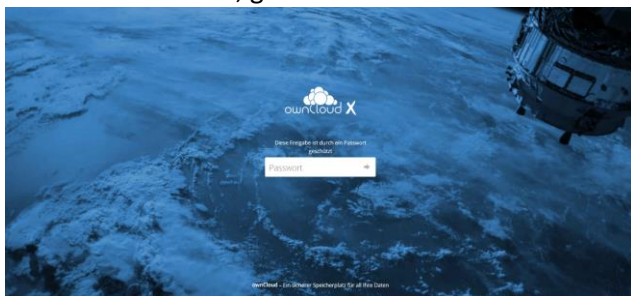 ownCloud X
Diese Freigabe ist durch ein Passwort
geschützt
Passwort
ownCloud – Ein sicherer Speicherplatz für all Ihre Daten